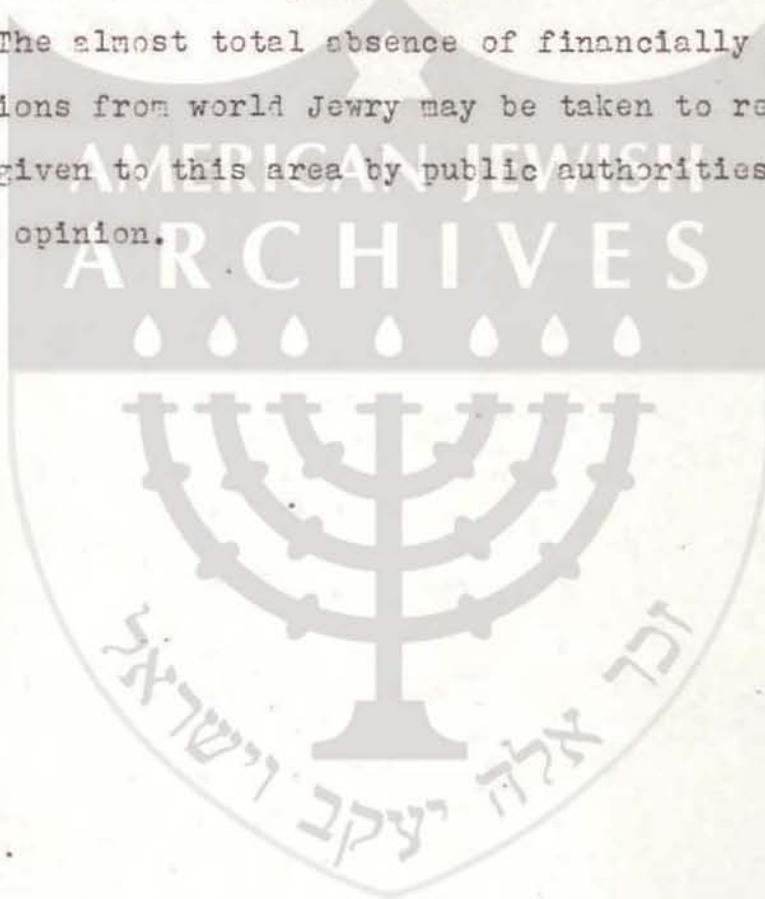 The almost total absence of financially
ions from world Jewry may be taken to re
given to this area by public authorities
opinion.
AMERICAN JEWISH
ARCHIVES
זכר אלה יעקב וישראל